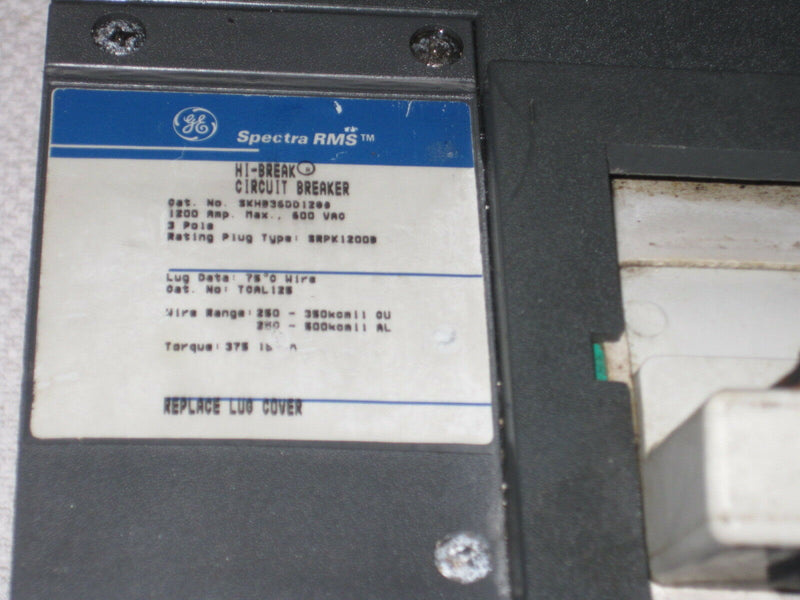 GE Spectra RMS™
HI-BREAK®
CIRCUIT BREAKER
Cat. No. SKHB36D01200
1200 Amp. Max., 600 VAC
3 Pole
Rating Plug Type: SRPK1200B
Lug Data: 75°C Wire
Cat. No: TCAL125
Wire Range: 250 - 350kcmil CU
250 - 500kcmil AL
Torque: 375 lb
REPLACE LUG COVER